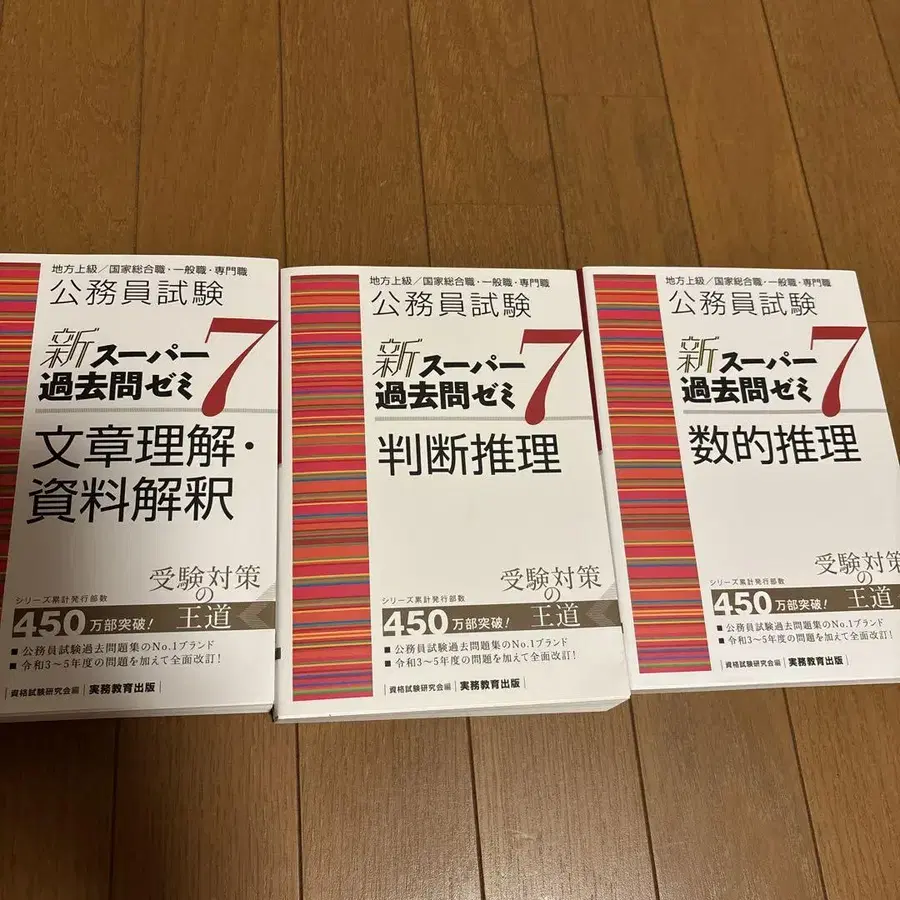 地方上級/国家総合職・一般職・専門職
公務員試験
新スーパー
過去問ゼミ7
文章理解・
資料解釈
受験対策
の
王道
シリーズ累計発行部数
450万部突破!
■公務員試験過去問題集のNo.1ブランド
■令和3~5年度の問題を加えて全面改訂!
資格試験研究会編|実務教育出版
地方上級/国家総合職・一般職・専門職
公務員試験
新スーパー
過去問ゼミ7
判断推理
受験対策
の
王道
シリーズ累計発行部数
450万部突破!
■公務員試験過去問題集のNo.1ブランド
■令和3~5年度の問題を加えて全面改訂!
資格試験研究会編|実務教育出版
地方上級/国家総合職・一般職・専門職
公務員試験
新スーパー
過去問ゼミ7
数的推理
受験対策
の
王道
シリーズ累計発行部数
450万部突破!
■公務員試験過去問題集のNo.1ブランド
■令和3~5年度の問題を加えて全面改訂!
資格試験研究会編|実務教育出版